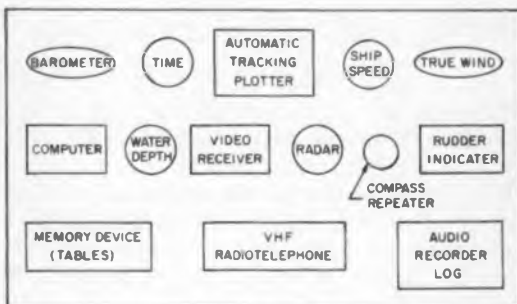 BAROMETER
TIME
AUTOMATIC
TRACKING
PLOTTER
SHIP
SPEED
TRUE WIND
COMPUTER
WATER
DEPTH
VIDEO
RECEIVER
RADAR
RUDDER
INDICATER
COMPASS
REPEATER
MEMORY DEVICE
(TABLES)
VHF
RADIOTELEPHONE
AUDIO
RECORDER
LOG